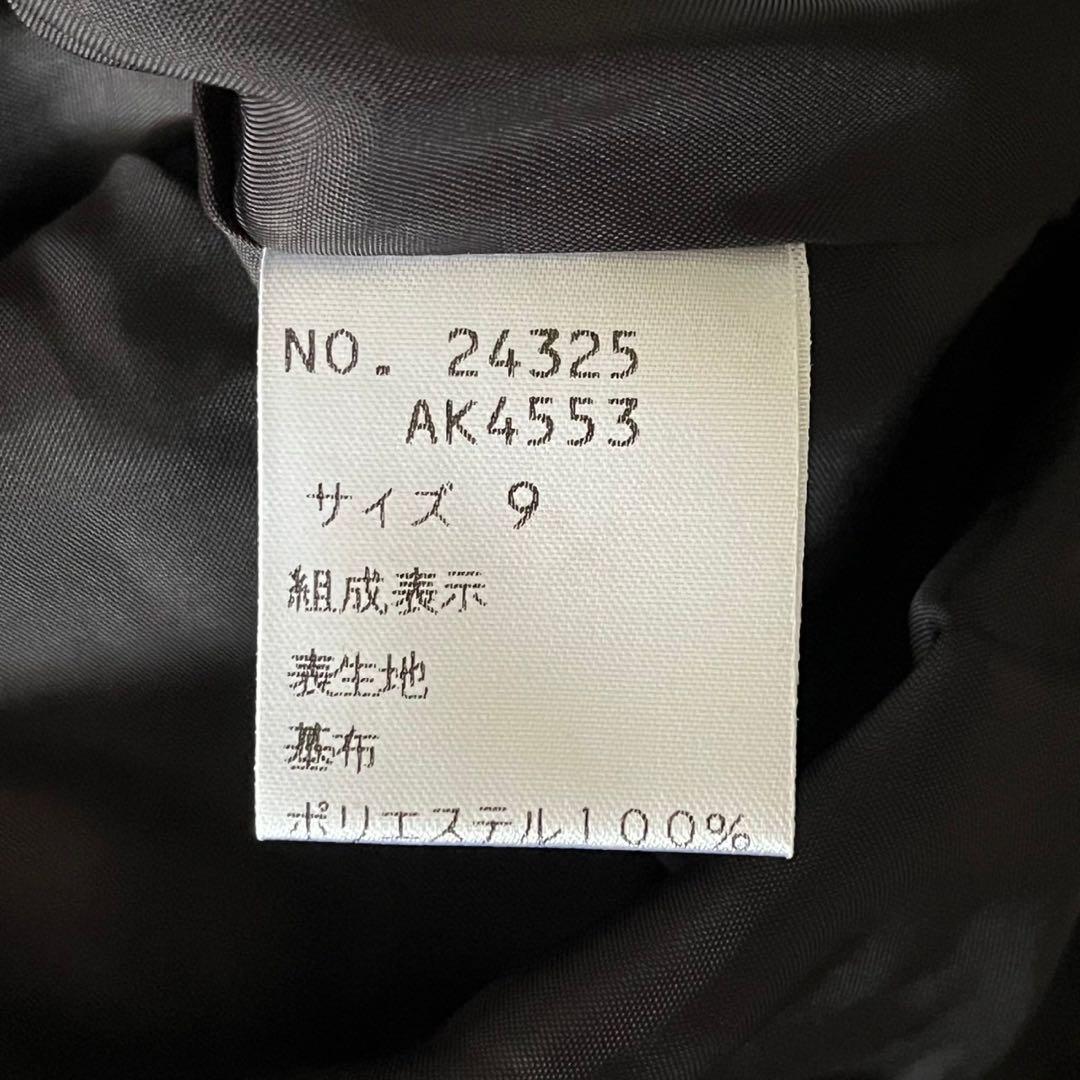 NO. 24325
AK4553
サイズ 9
組成表示
表生地
基布
ポリエステル100%